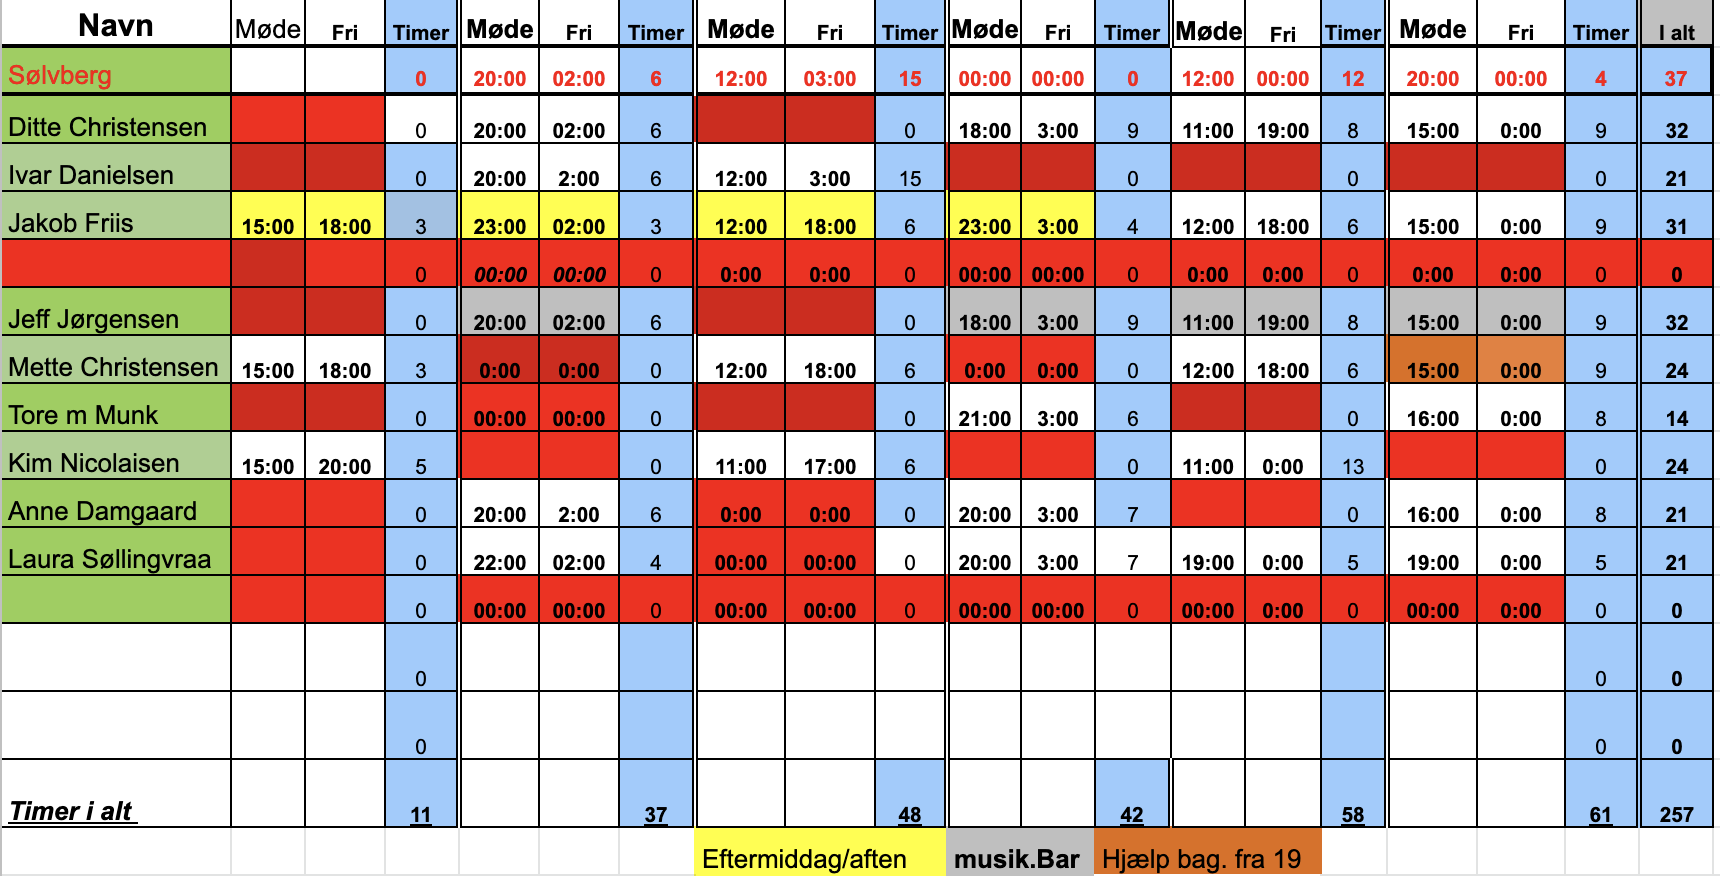 Navn Møde Fri Timer Møde Fri Timer Møde Fri Timer Møde Fri Timer Møde Fri Timer Møde Fri Timer I alt
Sølvberg 0 20:00 02:00 6 12:00 03:00 15 00:00 00:00 0 12:00 00:00 12 20:00 00:00 4 37
Ditte Christensen 0 20:00 02:00 6 0 18:00 3:00 9 11:00 19:00 8 15:00 0:00 9 32
Ivar Danielsen 0 20:00 2:00 6 12:00 3:00 15 0 0 0 21
Jakob Friis 15:00 18:00 3 23:00 02:00 3 12:00 18:00 6 23:00 3:00 4 12:00 18:00 6 15:00 0:00 9 31
0 00:00 00:00 0 0:00 0:00 0 00:00 00:00 0 0:00 0:00 0 0:00 0:00 0 0
Jeff Jørgensen 0 20:00 02:00 6 0 18:00 3:00 9 11:00 19:00 8 15:00 0:00 9 32
Mette Christensen 15:00 18:00 3 0:00 0:00 0 12:00 18:00 6 0:00 0:00 0 12:00 18:00 6 15:00 0:00 9 24
Tore m Munk 0 00:00 00:00 0 0 21:00 3:00 6 0 16:00 0:00 8 14
Kim Nicolaisen 15:00 20:00 5 0 11:00 17:00 6 0 11:00 0:00 13 0 24
Anne Damgaard 0 20:00 2:00 6 0:00 0:00 0 20:00 3:00 7 0 16:00 0:00 8 21
Laura Søllingvraa 0 22:00 02:00 4 00:00 00:00 0 20:00 3:00 7 19:00 0:00 5 19:00 0:00 5 21
0 00:00 00:00 0 00:00 00:00 0 00:00 00:00 0 00:00 0:00 0 00:00 0:00 0 0
0 0 0
0 0 0
Timer i alt 11 37 48 42 58 61 257
Eftermiddag/aften musik.Bar Hjælp bag. fra 19